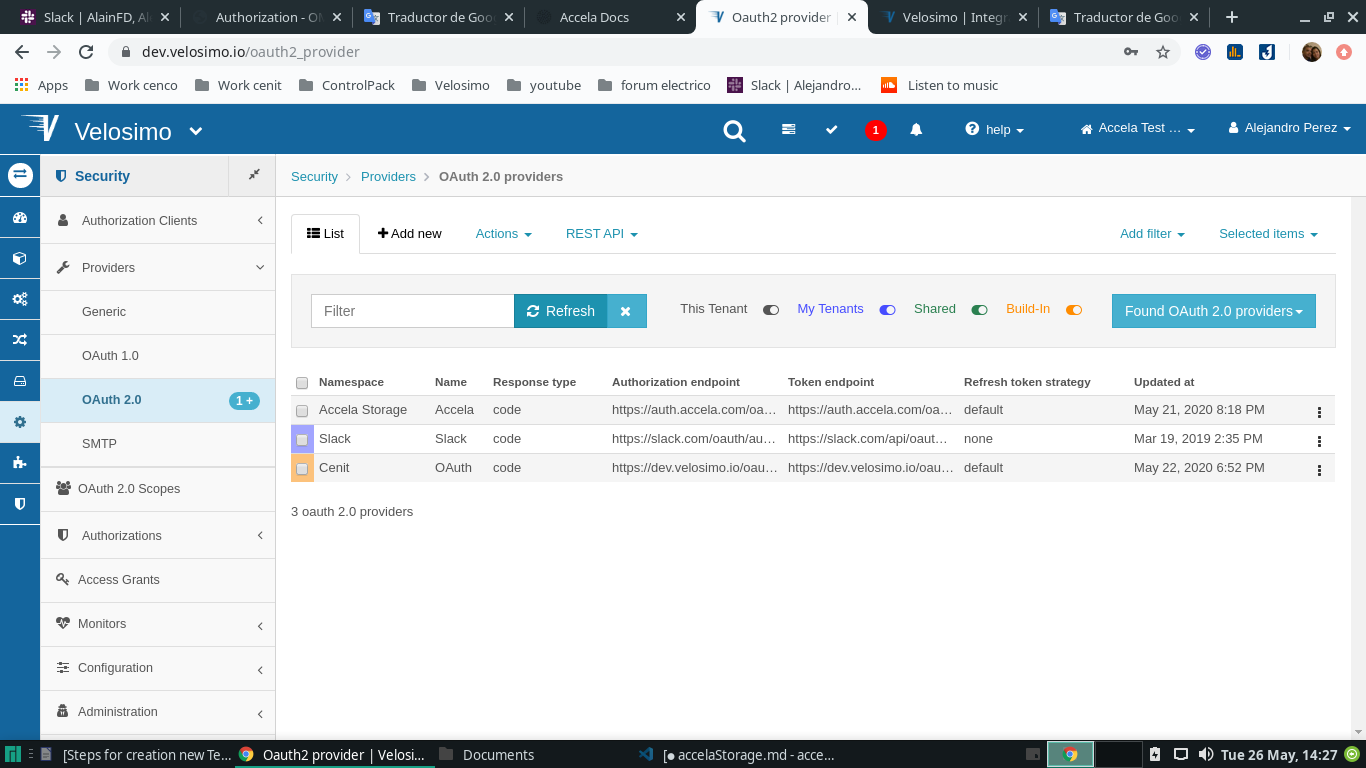 Slack | AlainFD, Al
Authorization - O
Traductor de Goo
Accela Docs
Oauth2 provider
Velosimo | Integr
Traductor de Goo
dev.velosimo.io/oauth2_provider
Apps
Work cenco
Work cenit
ControlPack
Velosimo
youtube
forum electrico
Slack | Alejandro...
Listen to music
Velosimo
1
help
Accela Test ...
Alejandro Perez
Security
Security
Providers
OAuth 2.0 providers
Authorization Clients
Providers
Generic
OAuth 1.0
OAuth 2.0
1 +
SMTP
OAuth 2.0 Scopes
Authorizations
Access Grants
Monitors
Configuration
Administration
List
Add new
Actions
REST API
Add filter
Selected items
Filter
Refresh
This Tenant
My Tenants
Shared
Build-In
Found OAuth 2.0 providers
Namespace Name Response type Authorization endpoint Token endpoint Refresh token strategy Updated at
Accela Storage Accela code https://auth.accela.com/oa... https://auth.accela.com/oa... default May 21, 2020 8:18 PM
Slack Slack code https://slack.com/oauth/au... https://slack.com/api/oaut... none Mar 19, 2019 2:35 PM
Cenit OAuth code https://dev.velosimo.io/oau... https://dev.velosimo.io/oau... default May 22, 2020 6:52 PM
3 oauth 2.0 providers
[Steps for creation new Te...
Oauth2 provider | Velosi...
Documents
[● accelaStorage.md - acce...
Tue 26 May, 14:27